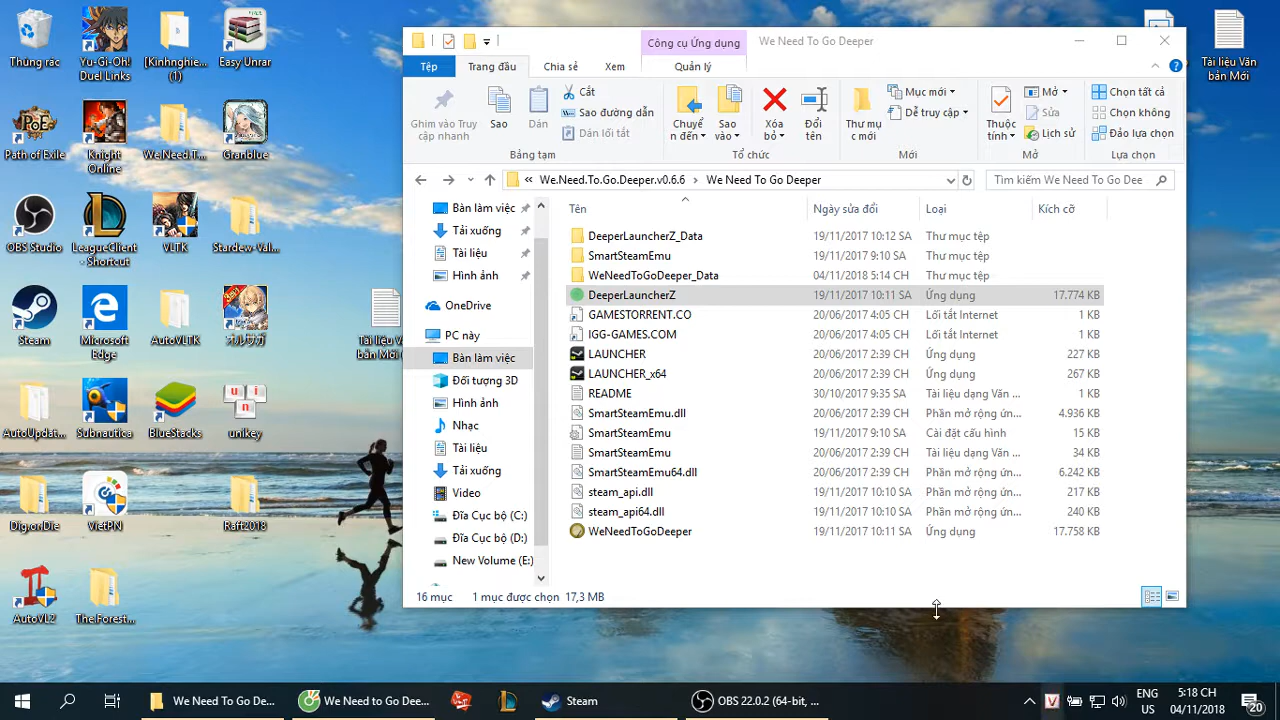 Thùng rác
Yu-Gi-Oh!
Duel Links
[Kinhnghie...
(1)
Easy Unrar
Path of Exile
Knight
Online
We.Need.T...
Granblue
OBS Studio
LeagueClient
- Shortcut
VLTK
Stardew-Val...
Steam
Microsoft
Edge
AutoVLTK
オルサガ
Tài liệu Vă
bản Mới
AutoUpdat...
Subnautica
BlueStacks
unikey
DigorDie
VietPN
Raft2018
AutoVL2
The.Forest...
Tài liệu Văn
bản Mới
Công cụ Ứng dụng
We Need To Go Deeper
Tệp
Trang đầu
Chia sẻ
Xem
Quản lý
Ghim vào Truy
cập nhanh
Sao
Dán
Cắt
Sao đường dẫn
Dán lối tắt
Chuyể
n đến
Sao
vào
Xóa
bỏ
Đổi
tên
Thư mụ
c mới
Mục mới
Dễ truy cập
Thuộc
tính
Mở
Sửa
Lịch sử
Chọn tất cả
Chọn không
Đảo lựa chọn
Bảng tạm
Tổ chức
Mới
Mở
Lựa chọn
« We.Need.To.Go.Deeper.v0.6.6 › We Need To Go Deeper
Tìm kiếm We Need To Go Dee
Bàn làm việc
Tải xuống
Tài liệu
Hình ảnh
OneDrive
PC này
Bàn làm việc
Đối tượng 3D
Hình ảnh
Nhạc
Tài liệu
Tải xuống
Video
Đĩa Cục bộ (C:)
Đĩa Cục bộ (D:)
New Volume (E:)
Tên Ngày sửa đổi Loại Kích cỡ
DeeperLauncherZ_Data 19/11/2017 10:12 SA Thư mục tệp
SmartSteamEmu 19/11/2017 9:10 SA Thư mục tệp
WeNeedToGoDeeper_Data 04/11/2018 5:14 CH Thư mục tệp
DeeperLauncherZ 19/11/2017 10:11 SA Ứng dụng 17.774 KB
GAMESTORRENT.CO 20/06/2017 4:05 CH Lối tắt Internet 1 KB
IGG-GAMES.COM 20/06/2017 4:05 CH Lối tắt Internet 1 KB
LAUNCHER 20/06/2017 2:39 CH Ứng dụng 227 KB
LAUNCHER_x64 20/06/2017 2:39 CH Ứng dụng 267 KB
README 30/10/2017 9:35 SA Tài liệu dạng Văn ... 1 KB
SmartSteamEmu.dll 20/06/2017 2:39 CH Phần mở rộng ứn... 4.936 KB
SmartSteamEmu 19/11/2017 9:10 SA Cài đặt cấu hình 15 KB
SmartSteamEmu 20/06/2017 2:39 CH Tài liệu dạng Văn ... 34 KB
SmartSteamEmu64.dll 20/06/2017 2:39 CH Phần mở rộng ứn... 6.242 KB
steam_api.dll 19/11/2017 10:10 SA Phần mở rộng ứn... 217 KB
steam_api64.dll 19/11/2017 10:10 SA Phần mở rộng ứn... 240 KB
WeNeedToGoDeeper 19/11/2017 10:11 SA Ứng dụng 17.758 KB
16 mục 1 mục được chọn 17,3 MB
We Need To Go De...
We Need to Go Dee...
Steam
OBS 22.0.2 (64-bit, ...
V
ENG
US
5:18 CH
04/11/2018
20